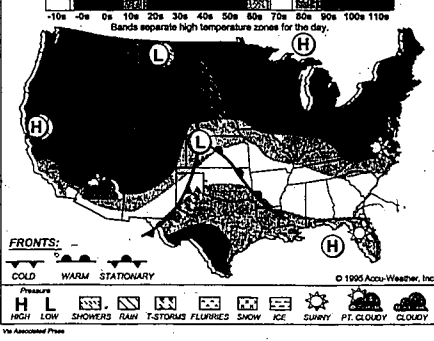 -10s -0s 0s 10s 20s 30s 40s 50s 60s 70s 80s 90s 100s 110s
Bands separate high temperature zones for the day.
L
H
H
L
H
FRONTS:
COLD WARM STATIONARY
© 1995 Accu-Weather, Inc
Pressure
H L
HIGH LOW SHOWERS RAIN T-STORMS FLURRIES SNOW ICE SUNNY PT. CLOUDY CLOUDY
Via Associated Press